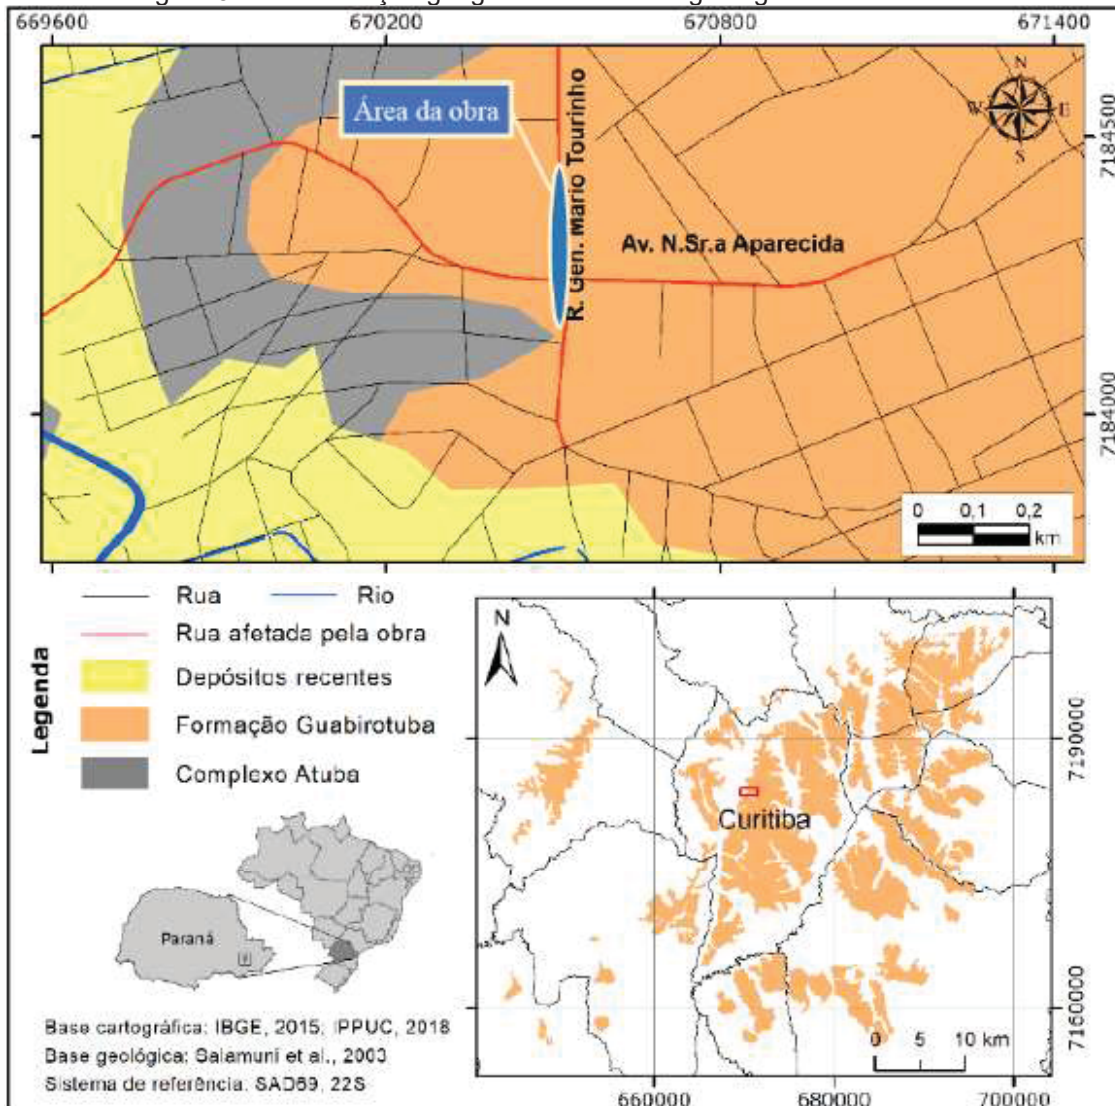 669600 670200 670800 671400
N
W E
S
7184500
Área da obra
R. Gen. Mario Tourinho
Av. N.Sr.a Aparecida
7184000
0 0,1 0,2
km
Legenda
Rua Rio
Rua afetada pela obra
Depósitos recentes
Formação Guabirotuba
Complexo Atuba
Paraná
Base cartográfica: IBGE, 2015; IPPUC, 2018
Base geológica: Salamuni et al., 2003
Sistema de referência: SAD69, 22S
N
7190000
Curitiba
7160000
0 5 10 km
660000 680000 700000